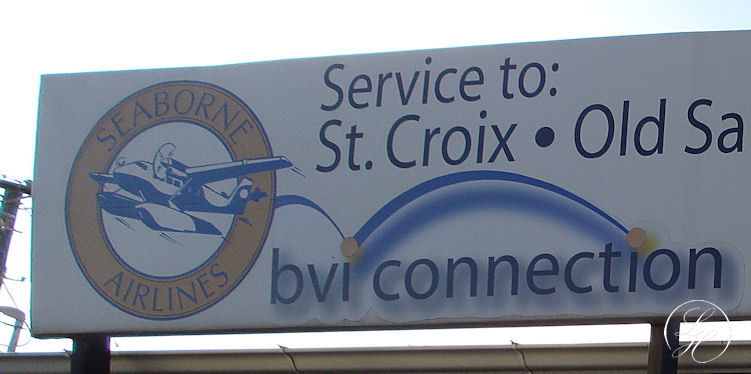 SEABORNE
AIRLINES
Service to:
St. Croix • Old Sa
bvi connection